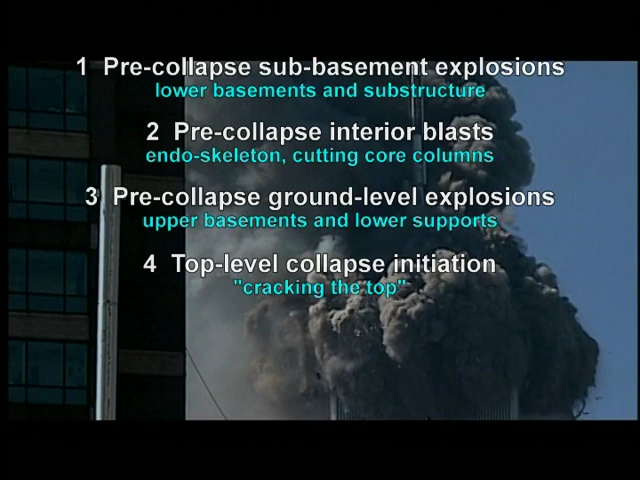 1 Pre-collapse sub-basement explosions
lower basements and substructure
2 Pre-collapse interior blasts
endo-skeleton, cutting core columns
3 Pre-collapse ground-level explosions
upper basements and lower supports
4 Top-level collapse initiation
"cracking the top"